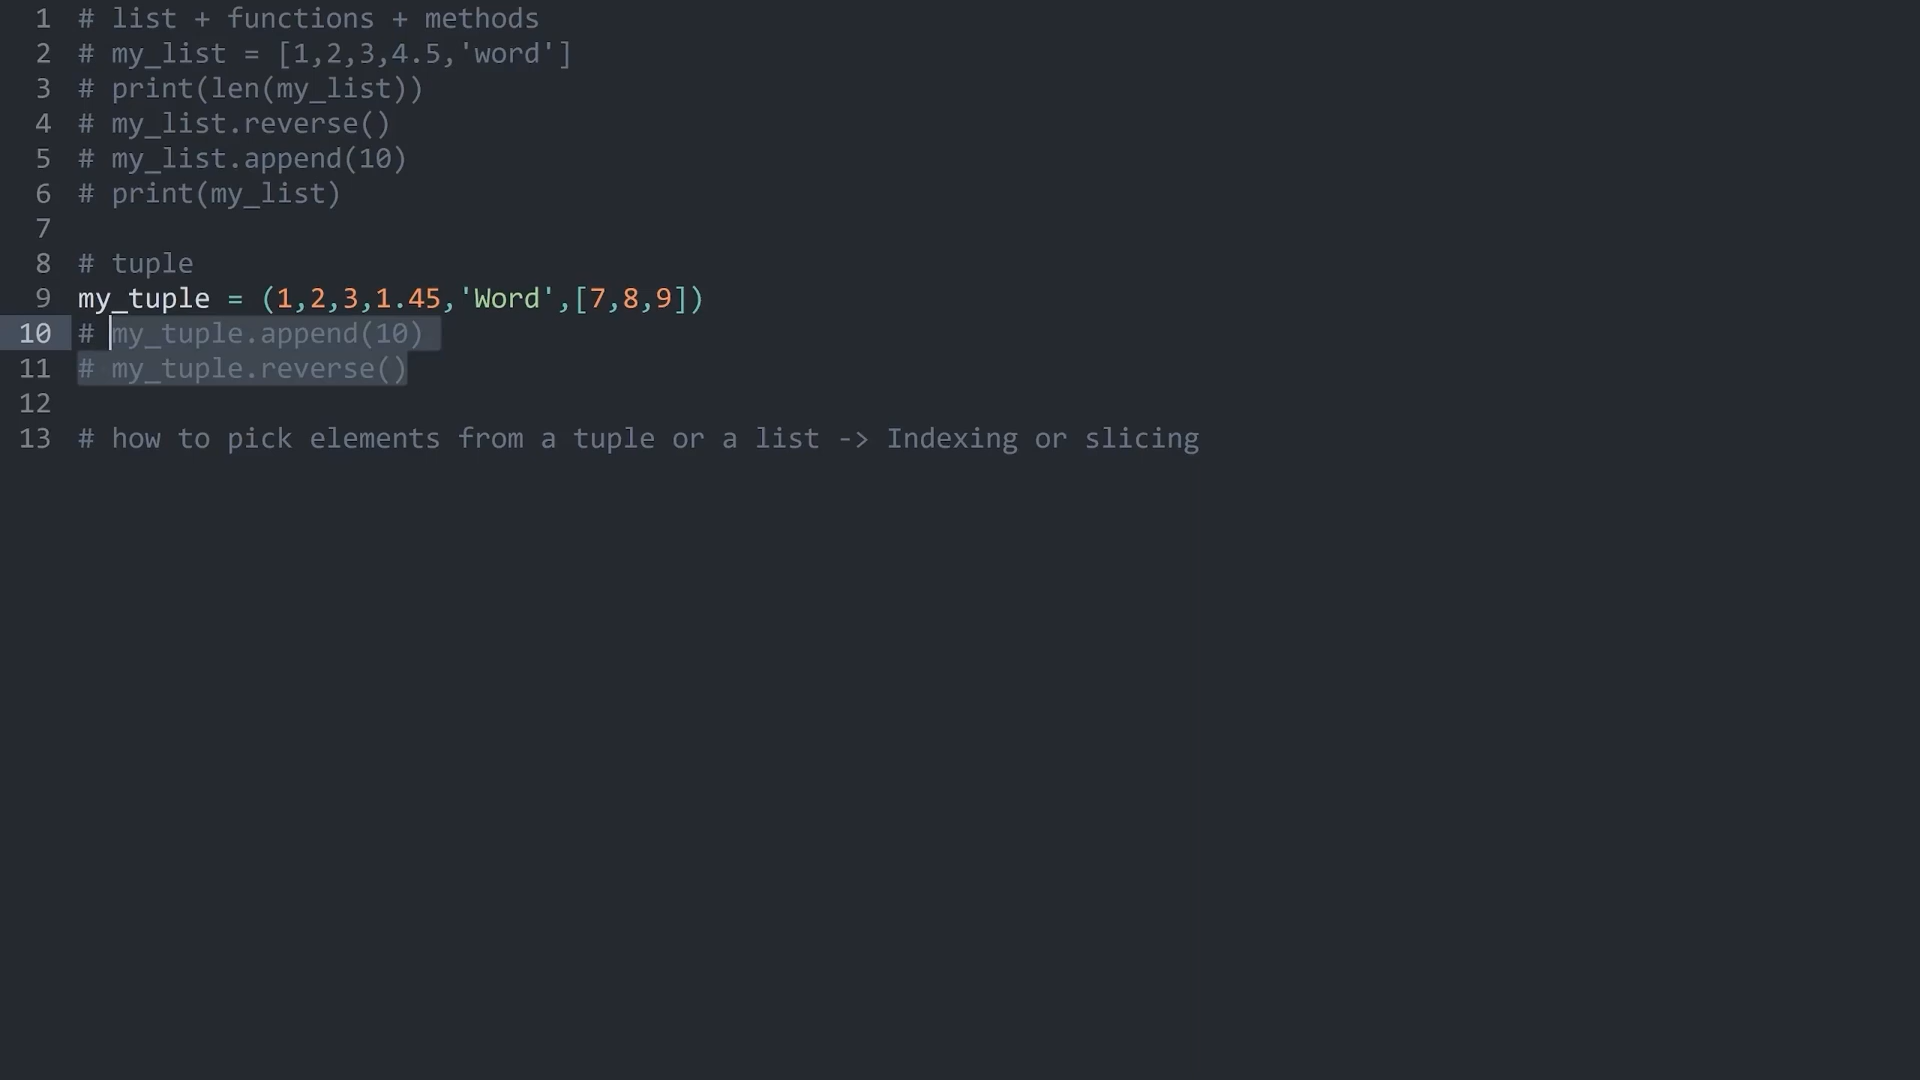 1 # list + functions + methods
2 # my_list = [1,2,3,4.5,'word']
3 # print(len(my_list))
4 # my_list.reverse()
5 # my_list.append(10)
6 # print(my_list)
7
8 # tuple
9 my_tuple = (1,2,3,1.45,'Word',[7,8,9])
10 # my_tuple.append(10)
11 # my_tuple.reverse()
12
13 # how to pick elements from a tuple or a list -> Indexing or slicing